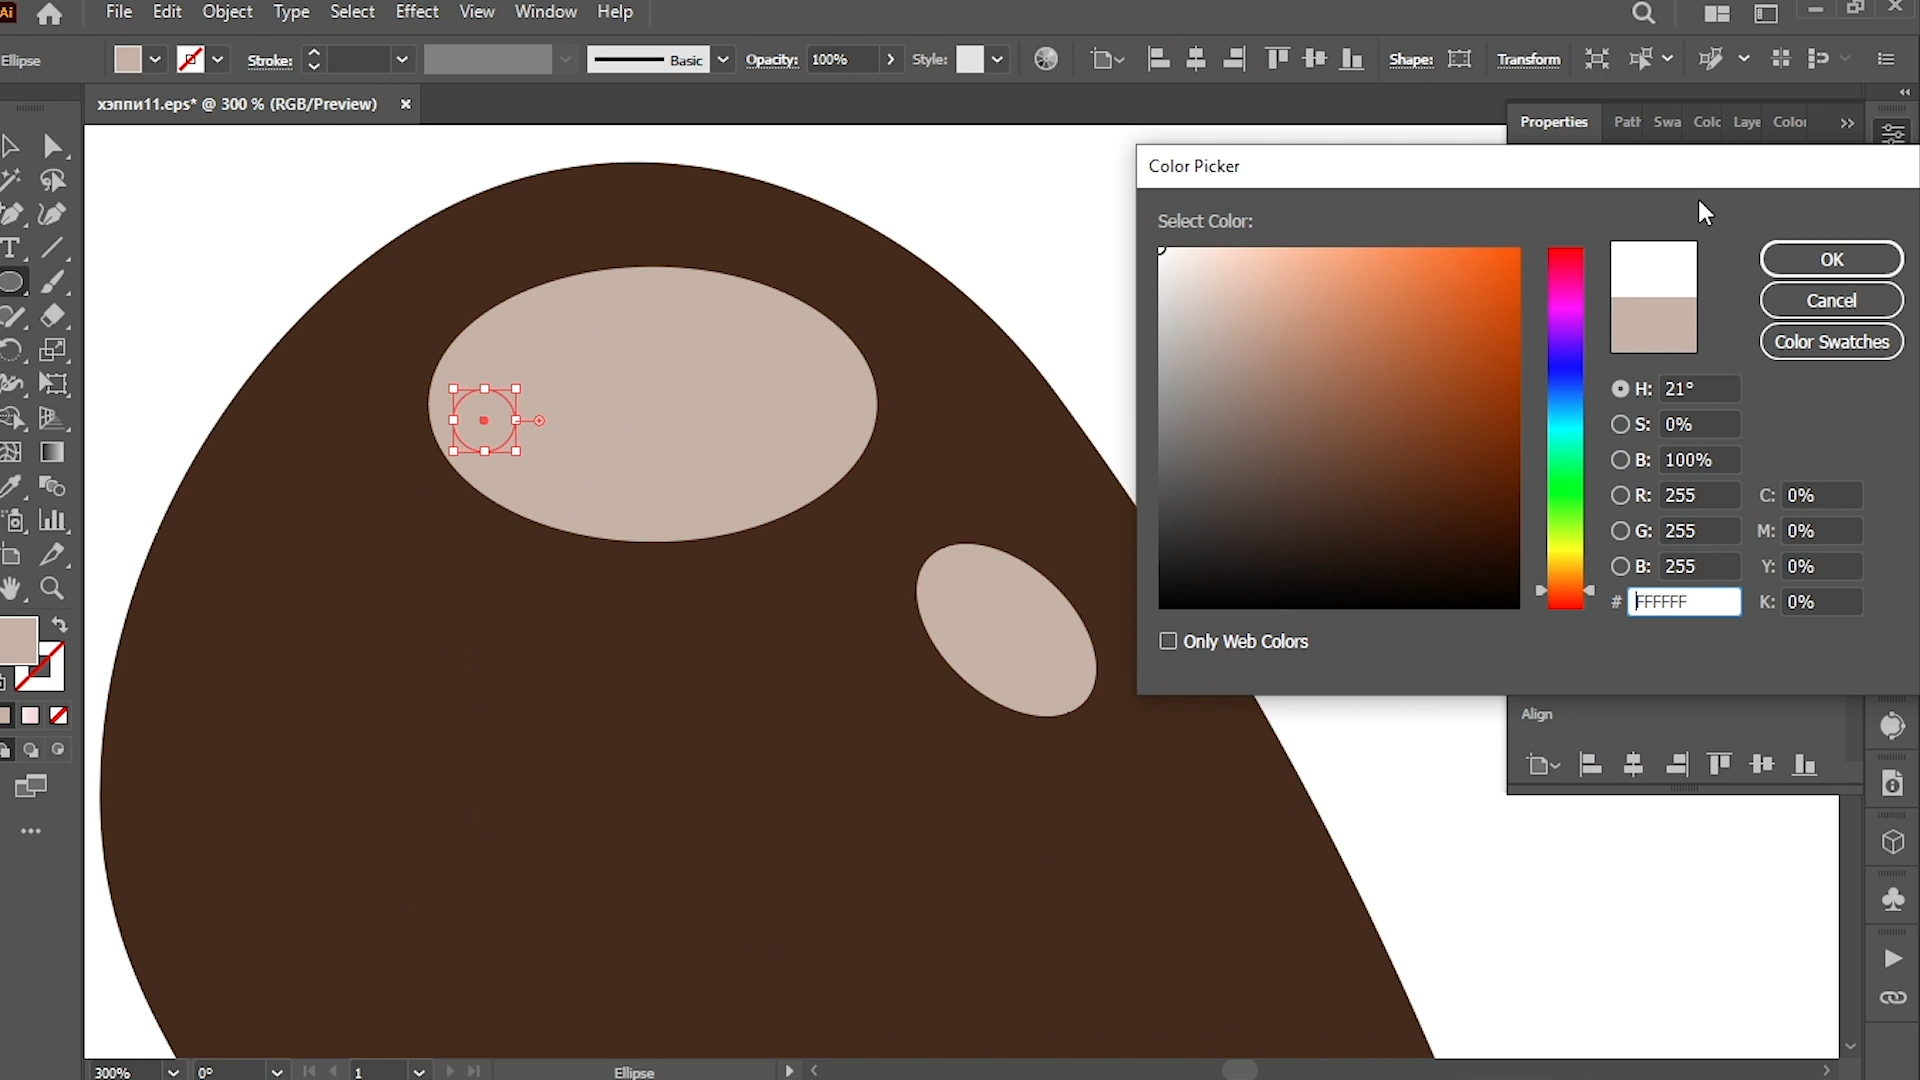 Ai File Edit Object Type Select Effect View Window Help
Ellipse Stroke: Basic Opacity: 100% Style: Shape: Transform
хэппи11.eps* @ 300 % (RGB/Preview) ×
Properties Path Swa Colo Laye Color
Color Picker
Select Color:
OK
Cancel
Color Swatches
H: 21°
S: 0%
B: 100%
R: 255 C: 0%
G: 255 M: 0%
B: 255 Y: 0%
# FFFFFF K: 0%
Only Web Colors
Align
300% 0° 1 Ellipse